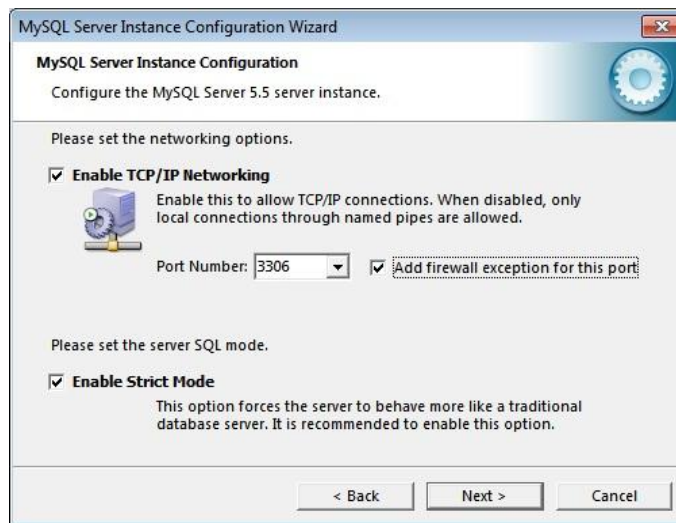 MySQL Server Instance Configuration Wizard
MySQL Server Instance Configuration
Configure the MySQL Server 5.5 server instance.
Please set the networking options.
Enable TCP/IP Networking
Enable this to allow TCP/IP connections. When disabled, only
local connections through named pipes are allowed.
Port Number: 3306 Add firewall exception for this port
Please set the server SQL mode.
Enable Strict Mode
This option forces the server to behave more like a traditional
database server. It is recommended to enable this option.
< Back Next > Cancel